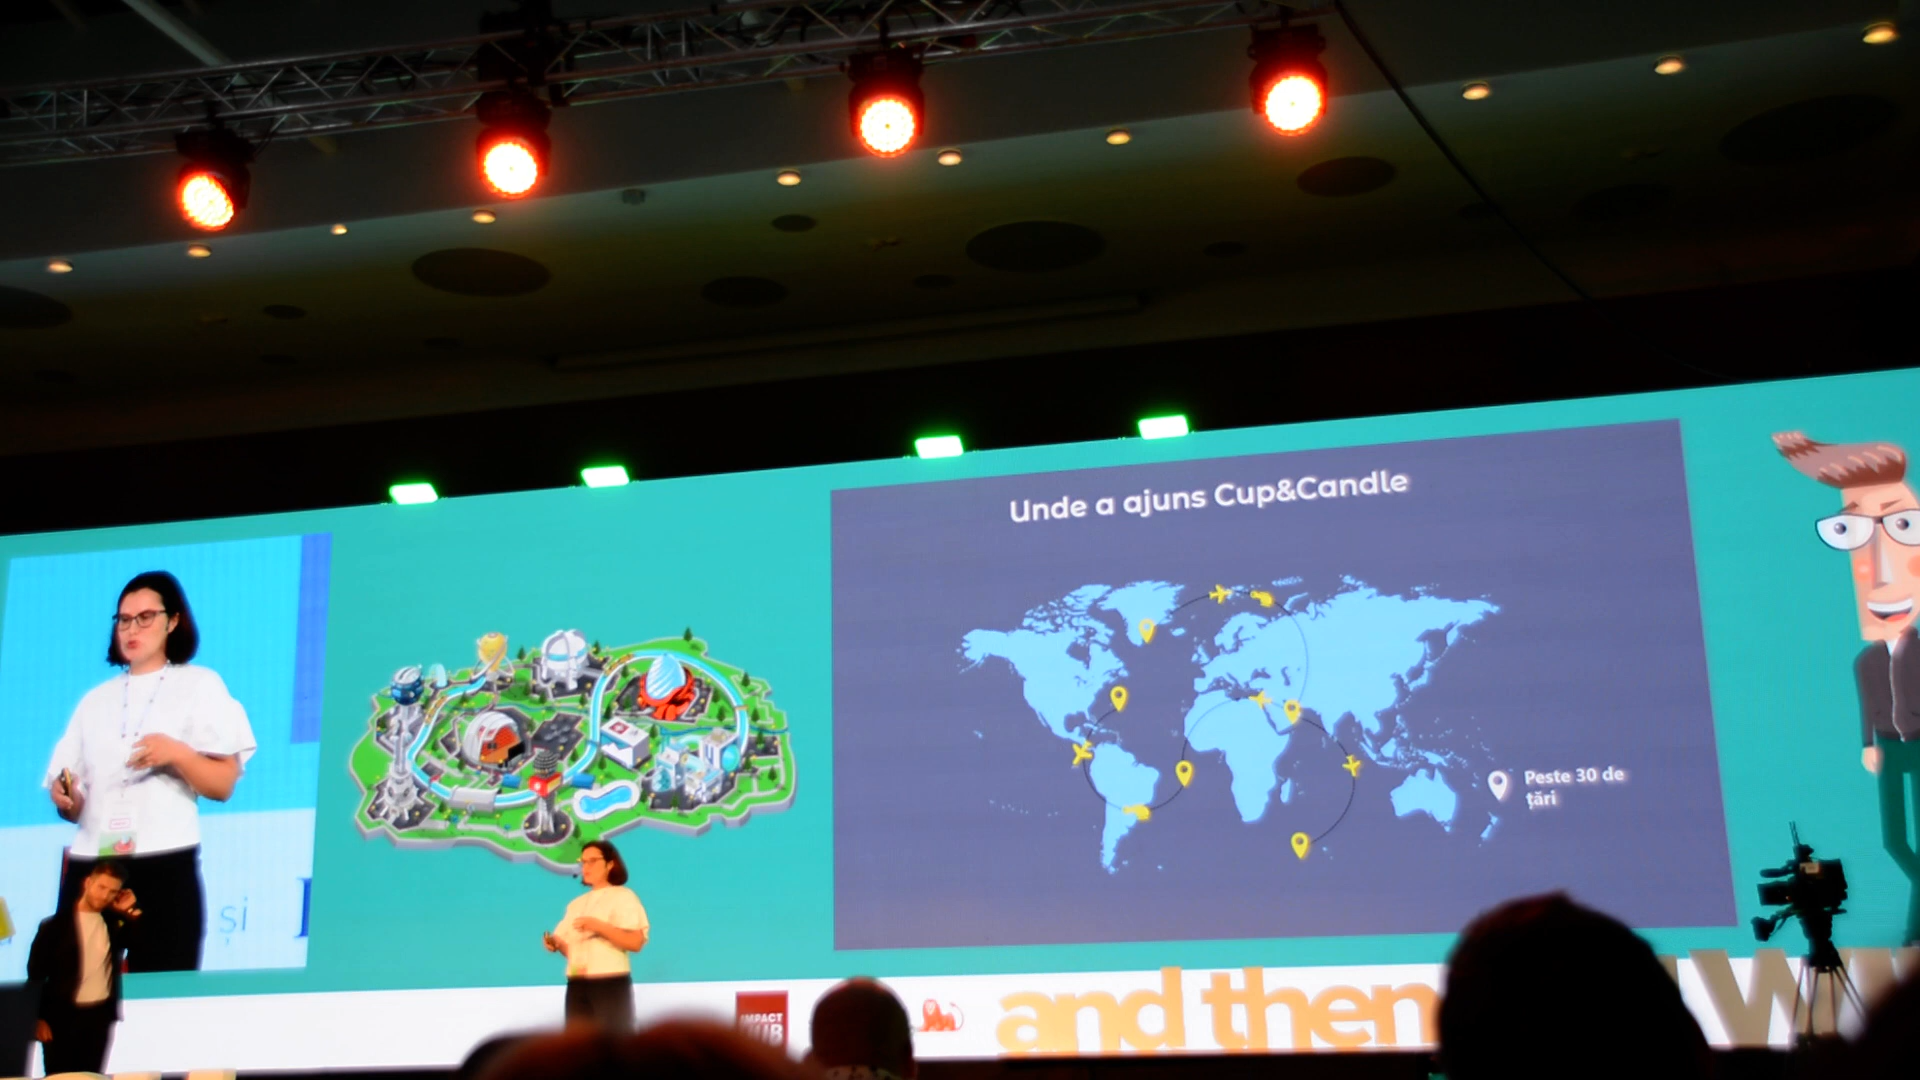 Unde a ajuns Cup&Candle
Peste 30 de
țări
și
IMPACT
HUB
and then